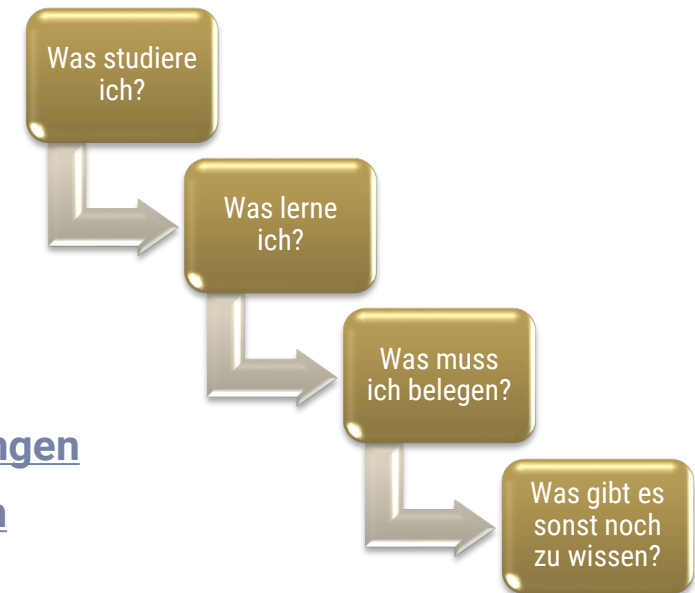 Was studiere
ich?
Was lerne
ich?
Was muss
ich belegen?
Was gibt es
sonst noch
zu wissen?